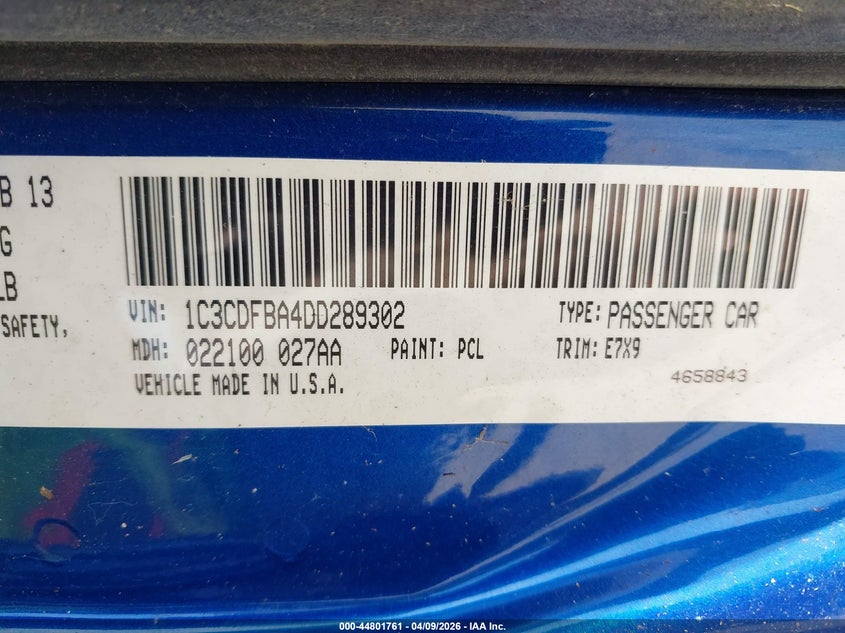 B 13
G
LB
SAFETY,
VIN: 1C3CDFBA4DD289302 TYPE: PASSENGER CAR
MDH: 022100 027AA PAINT: PCL TRIM: E7X9
VEHICLE MADE IN U.S.A. 4658843
000-44801761 - 04/09/2026 - IAA Inc.